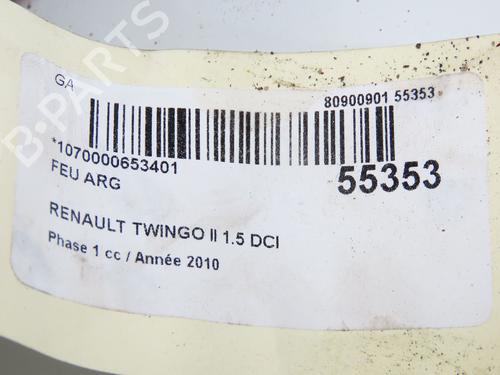 GA
80900901 55353
*1070000653401
FEU ARG
55353
RENAULT TWINGO II 1.5 DCI
Phase 1 cc / Année 2010
B-PARTS